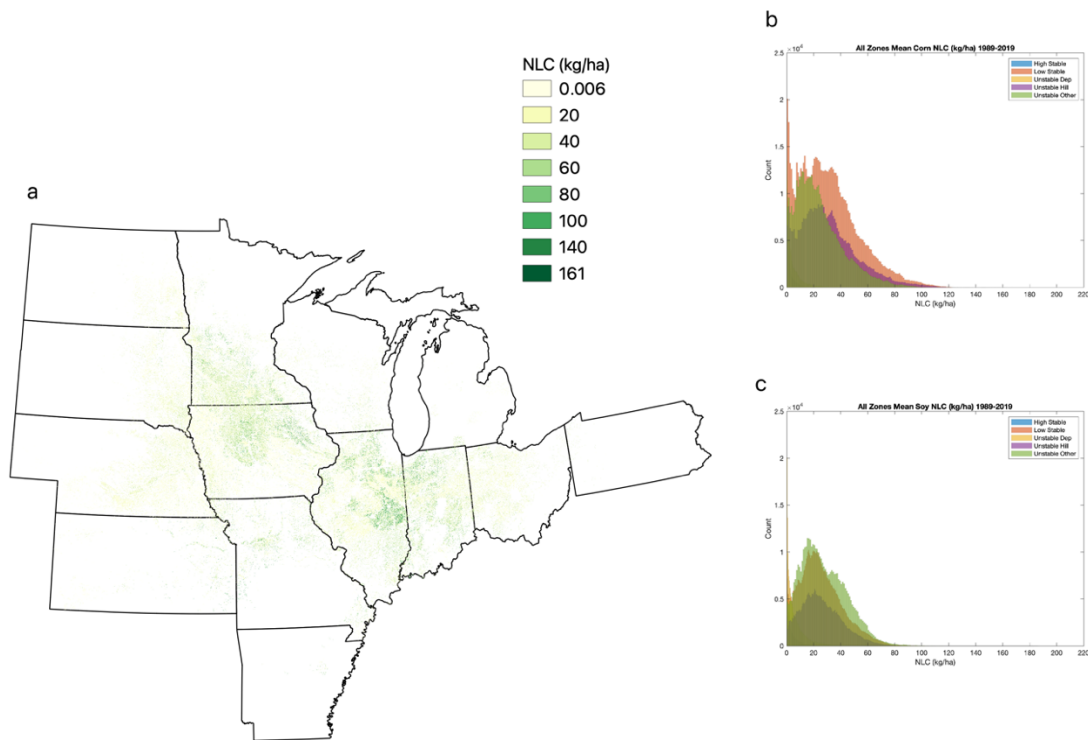 a
NLC (kg/ha)
0.006
20
40
60
80
100
140
161
b
All Zones Mean Corn NLC (kg/ha) 1989-2019
×10⁴
2.5
2
1.5
1
0.5
0
Count
0 20 40 60 80 100 120 140 160 180 200 220
NLC (kg/ha)
High Stable
Low Stable
Unstable Dep
Unstable Hill
Unstable Other
c
All Zones Mean Soy NLC (kg/ha) 1989-2019
×10⁴
2.5
2
1.5
1
0.5
0
Count
0 20 40 60 80 100 120 140 160 180 200 220
NLC (kg/ha)
High Stable
Low Stable
Unstable Dep
Unstable Hill
Unstable Other